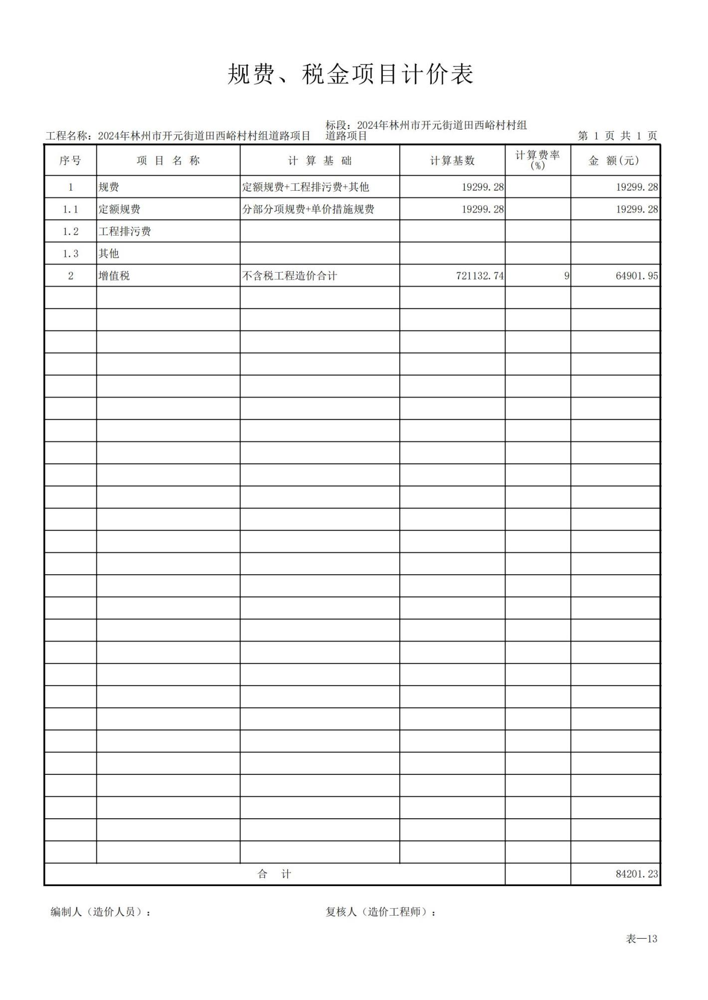 规费、税金项目计价表
标段：2024年林州市开元街道田西峪村村组
工程名称：2024年林州市开元街道田西峪村村组道路项目 道路项目 第 1 页 共 1 页
序号 项 目 名 称 计 算 基 础 计算基数 计算费率(%) 金 额(元)
1 规费 定额规费+工程排污费+其他 19299.28 19299.28
1.1 定额规费 分部分项规费+单价措施规费 19299.28 19299.28
1.2 工程排污费
1.3 其他
2 增值税 不含税工程造价合计 721132.74 9 64901.95
合 计 84201.23
编制人（造价人员）： 复核人（造价工程师）：
表—13